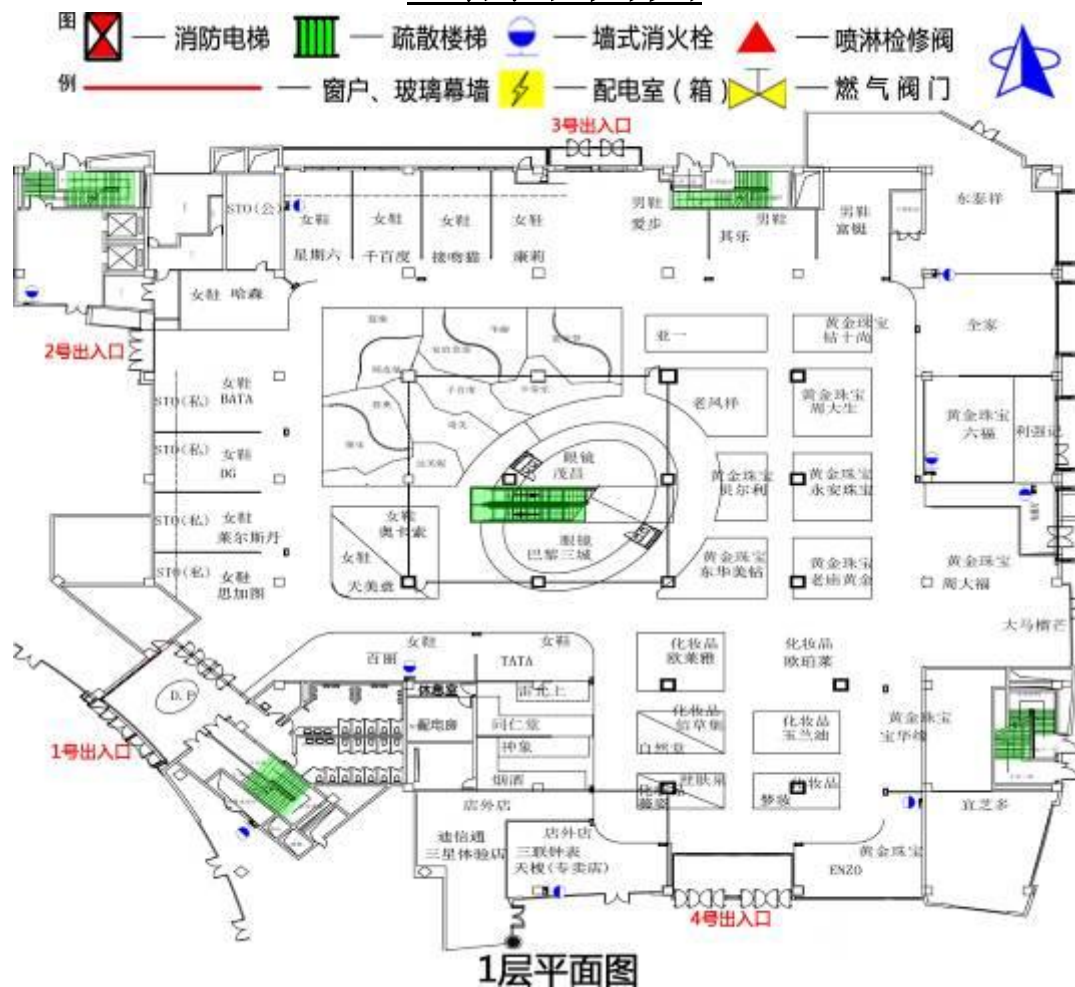 图
例
消防电梯
疏散楼梯
墙式消火栓
喷淋检修阀
窗户、玻璃幕墙
配电室（箱）
燃气阀门
3号出入口
STO(公)
女鞋
星期六
女鞋
千百度
女鞋
接吻猫
女鞋
康莉
男鞋
爱步
男鞋
其乐
男鞋
富铤
东泰祥
女鞋 哈森
2号出入口
亚一
黄金珠宝
钻十尚
全家
STO(私)
女鞋
BATA
老凤祥
黄金珠宝
周大生
黄金珠宝
六福
利强记
STO(私)
女鞋
DG
眼镜
茂昌
黄金珠宝
贝尔利
黄金珠宝
永安珠宝
STO(私)
女鞋
莱尔斯丹
女鞋
奥卡索
女鞋
天美意
眼镜
巴黎三城
黄金珠宝
东华美钻
黄金珠宝
老庙黄金
黄金珠宝
周大福
STO(私)
女鞋
思加图
大马榴芒
女鞋
百丽
女鞋
TATA
化妆品
欧莱雅
化妆品
欧珀莱
D.P
休息室
配电房
雷允上
同仁堂
神象
烟酒
化妆品
佰草集
自然堂
化妆品
玉兰油
黄金珠宝
1号出入口
理肤泉
化妆品
梦妆
宜芝多
店外店
迪信通
三星体验店
店外店
三联钟表
天梭(专卖店)
黄金珠宝
ENZO
4号出入口
1层平面图